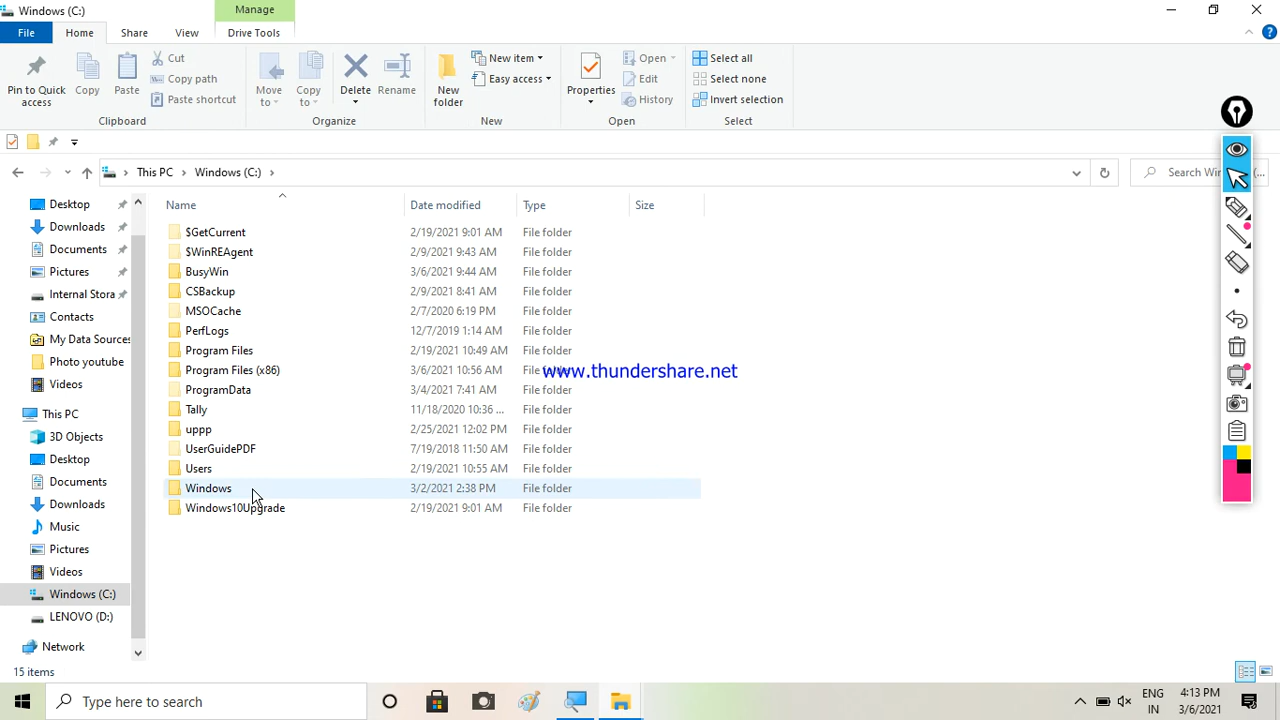 Windows (C:)
Manage
File
Home
Share
View
Drive Tools
Pin to Quick access
Copy
Paste
Cut
Copy path
Paste shortcut
Clipboard
Move to
Copy to
Delete
Rename
Organize
New folder
New item
Easy access
New
Properties
Open
Edit
History
Open
Select all
Select none
Invert selection
Select
This PC > Windows (C:) >
Search Win... (...
Name Date modified Type Size
$GetCurrent 2/19/2021 9:01 AM File folder
$WinREAgent 2/9/2021 9:43 AM File folder
BusyWin 3/6/2021 9:44 AM File folder
CSBackup 2/9/2021 8:41 AM File folder
MSOCache 2/7/2020 6:19 PM File folder
PerfLogs 12/7/2019 1:14 AM File folder
Program Files 2/19/2021 10:49 AM File folder
Program Files (x86) 3/6/2021 10:56 AM File folder
www.thundershare.net
ProgramData 3/4/2021 7:41 AM File folder
Tally 11/18/2020 10:36 ... File folder
uppp 2/25/2021 12:02 PM File folder
UserGuidePDF 7/19/2018 11:50 AM File folder
Users 2/19/2021 10:55 AM File folder
Windows 3/2/2021 2:38 PM File folder
Windows10Upgrade 2/19/2021 9:01 AM File folder
Desktop
Downloads
Documents
Pictures
Internal Stora
Contacts
My Data Sources
Photo youtube
Videos
This PC
3D Objects
Desktop
Documents
Downloads
Music
Pictures
Videos
Windows (C:)
LENOVO (D:)
Network
15 items
Type here to search
ENG
IN
4:13 PM
3/6/2021